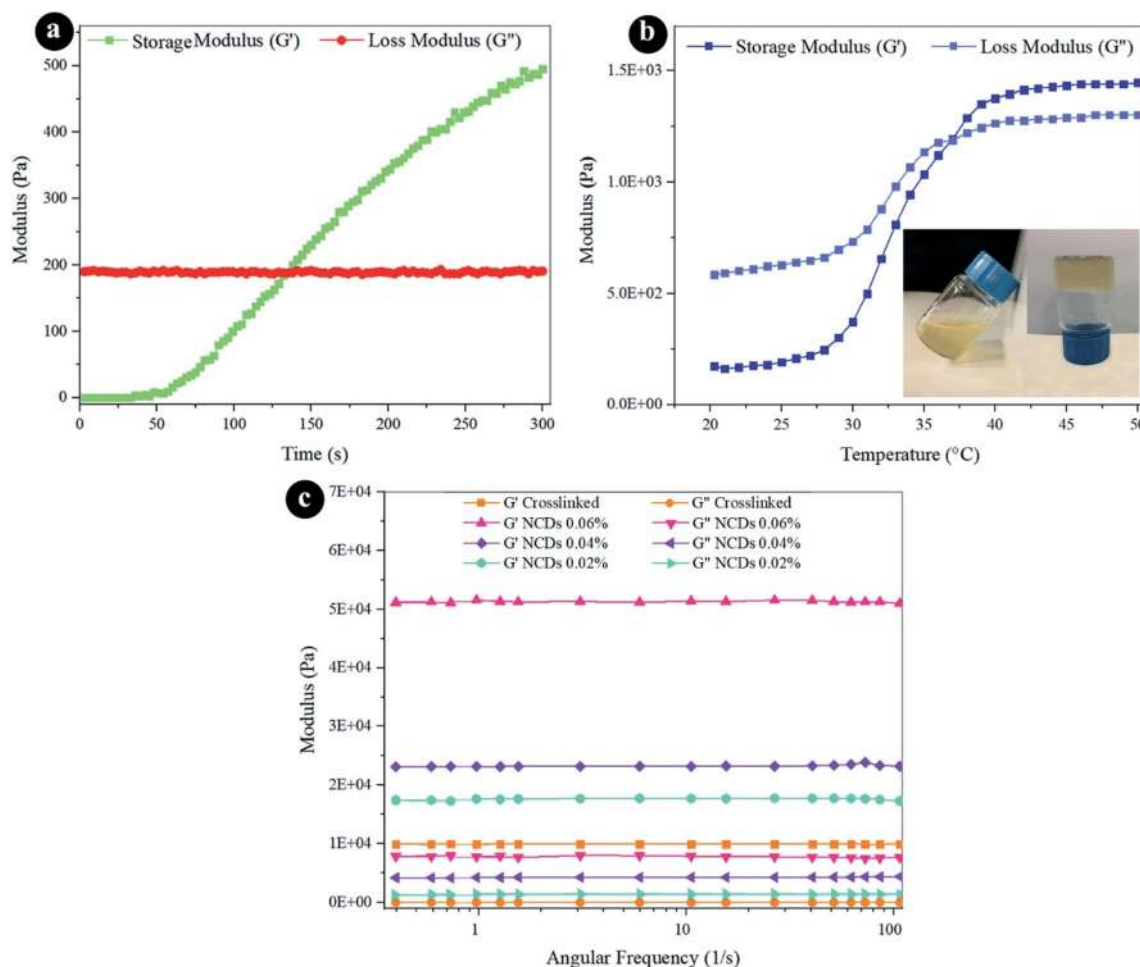 a
Storage Modulus (G') Loss Modulus (G")
500
400
300
200
100
0
Modulus (Pa)
0 50 100 150 200 250 300
Time (s)
b
Storage Modulus (G') Loss Modulus (G")
1.5E+03
1.0E+03
5.0E+02
0.0E+00
Modulus (Pa)
20 25 30 35 40 45 50
Temperature (°C)
c
G' Crosslinked G" Crosslinked
G' NCDs 0.06% G" NCDs 0.06%
G' NCDs 0.04% G" NCDs 0.04%
G' NCDs 0.02% G" NCDs 0.02%
7E+04
6E+04
5E+04
4E+04
3E+04
2E+04
1E+04
0E+00
Modulus (Pa)
1 10 100
Angular Frequency (1/s)